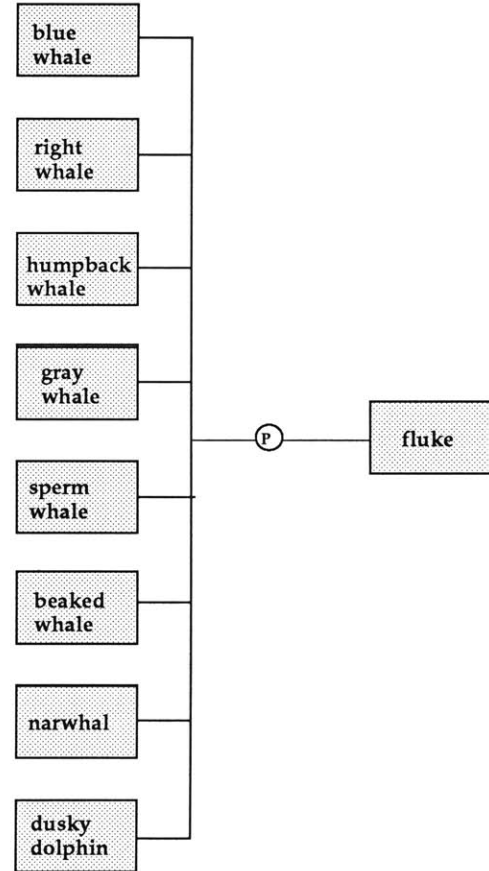 blue
whale
right
whale
humpback
whale
gray
whale
P
fluke
sperm
whale
beaked
whale
narwhal
dusky
dolphin